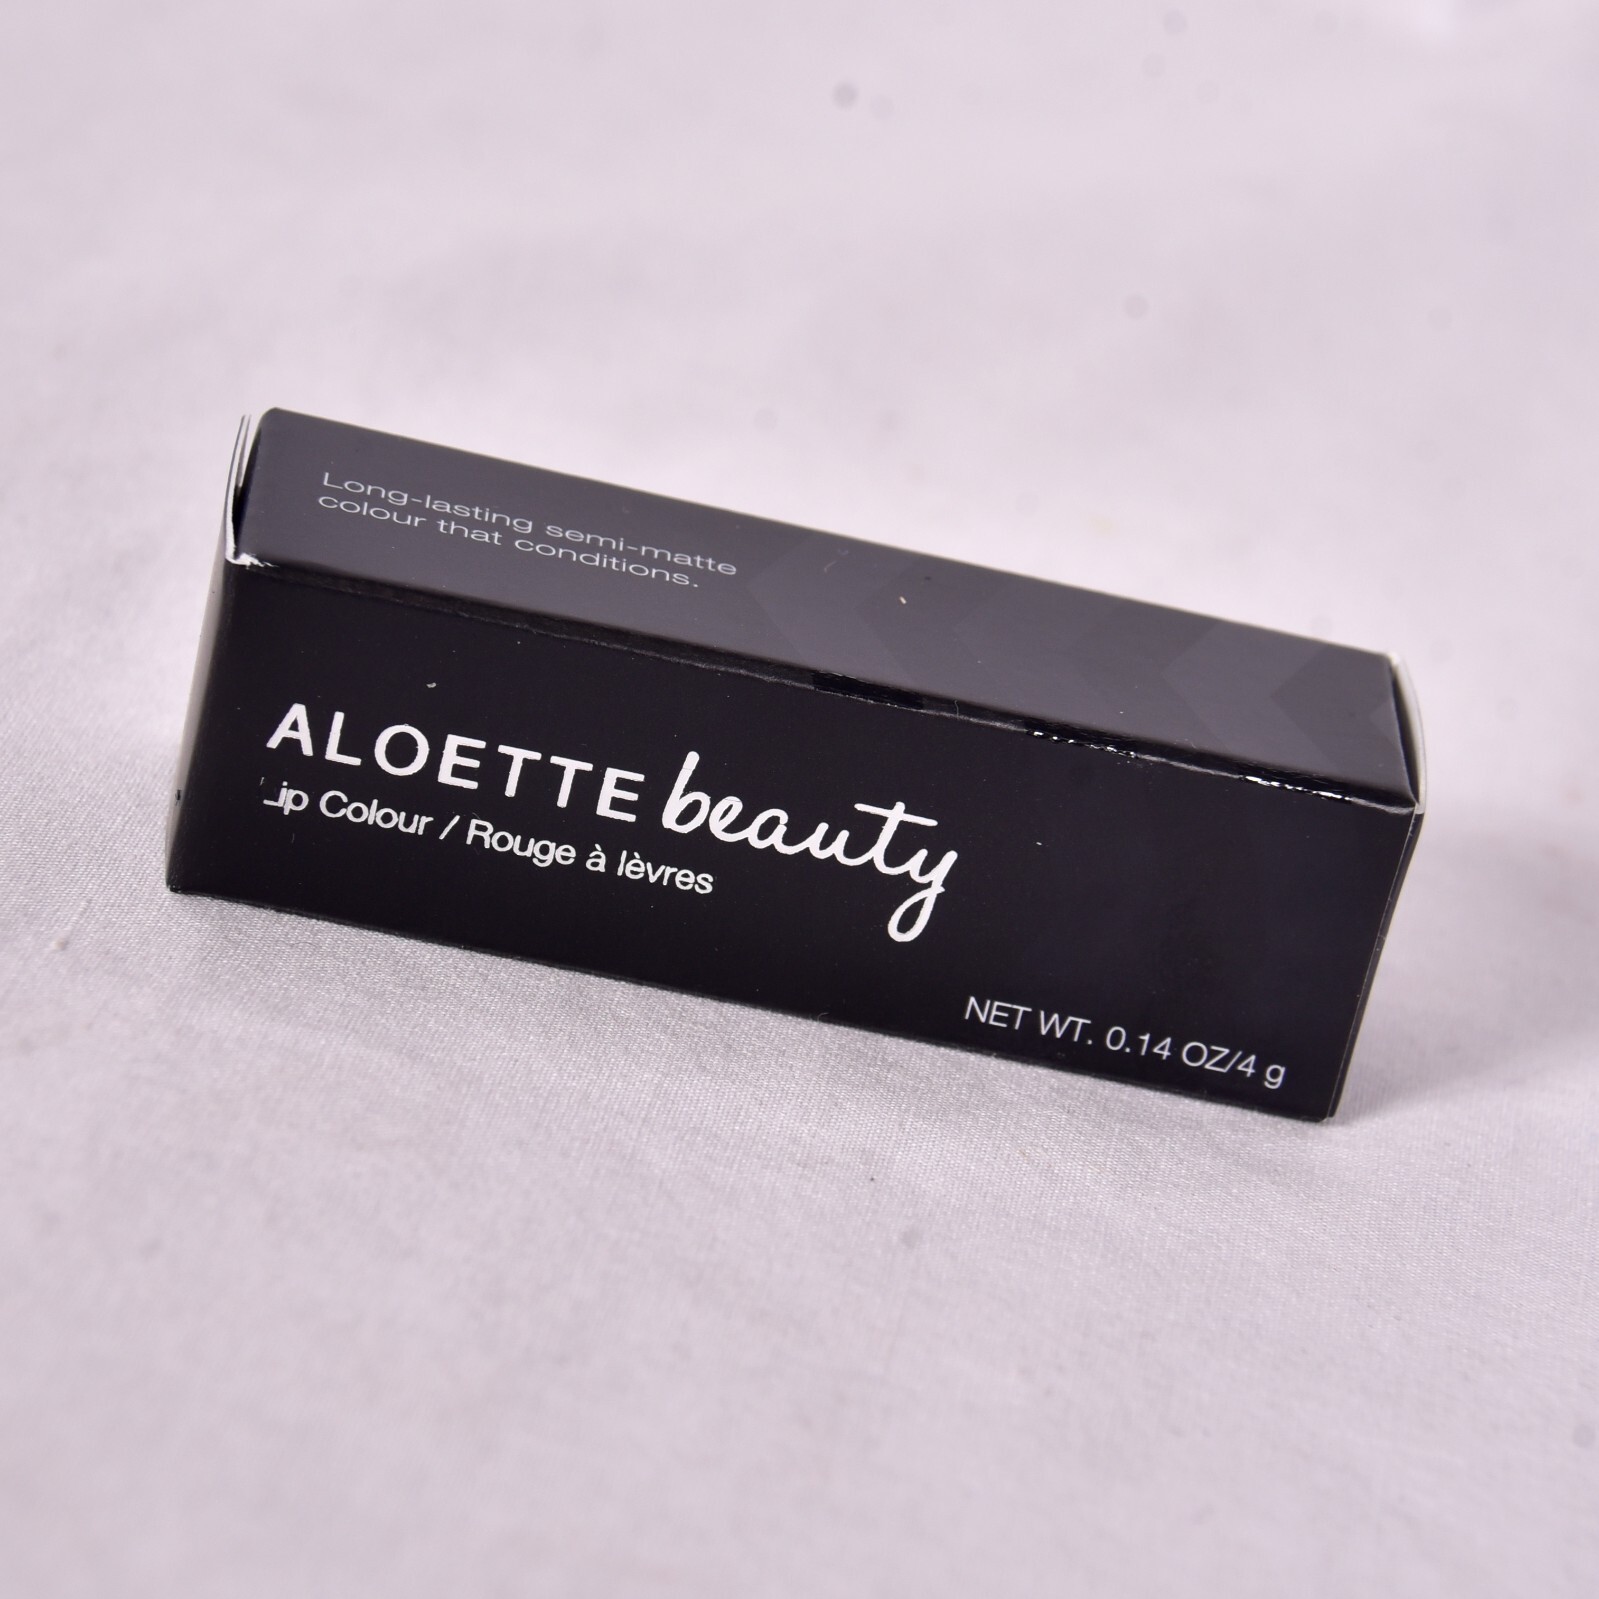 Long-lasting semi-matte
colour that conditions.
ALOETTE beauty
Lip Colour / Rouge à lèvres
NET WT. 0.14 OZ/4 g